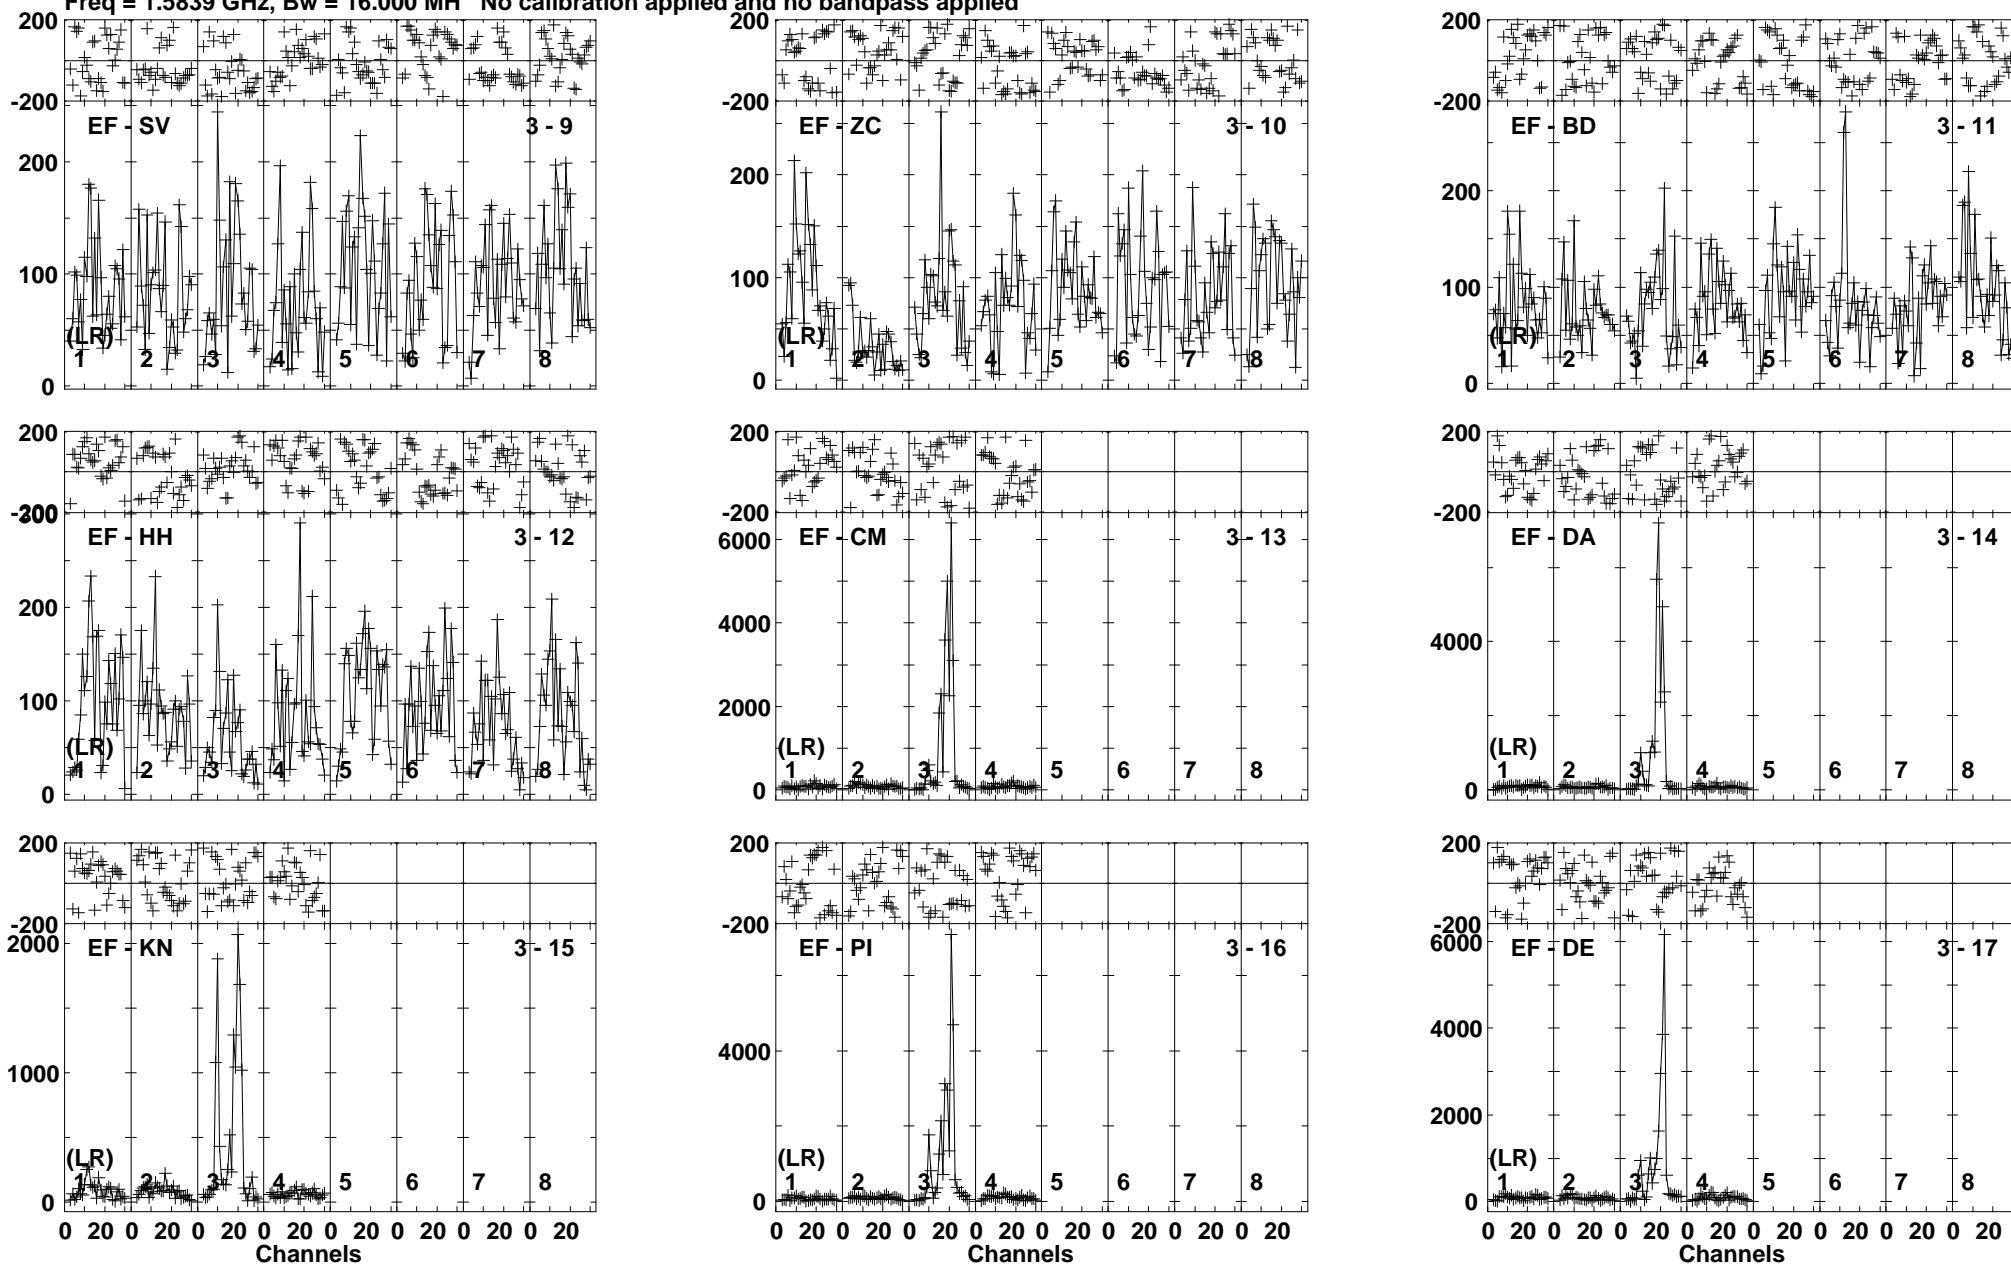 Freq = 1.5839 GHz, Bw = 16.000 MH No calibration applied and no bandpass applied
200 200 200
-200 -200 -200
EF - SV 3 - 9 EF - ZC 3 - 10 EF - BD 3 - 11
200 200 200
100 100 100
(LR) (LR) (LR)
1 2 3 4 5 6 7 8 1 2 3 4 5 6 7 8 1 2 3 4 5 6 7 8
0 0 0
200 200 200
-200 -200 -200
300
EF - HH 3 - 12 EF - CM 3 - 13 EF - DA 3 - 14
6000
200 4000 4000
100 2000
(LR) (LR) (LR)
1 2 3 4 5 6 7 8 1 2 3 4 5 6 7 8 1 2 3 4 5 6 7 8
0 0 0
200 200 200
-200 -200 -200
2000 6000
EF - KN 3 - 15 EF - PI 3 - 16 EF - DE 3 - 17
1000 4000 4000
2000
(LR) (LR) (LR)
1 2 3 4 5 6 7 8 1 2 3 4 5 6 7 8 1 2 3 4 5 6 7 8
0 0 0
0 20 0 20 0 20 0 20 0 20 0 20 0 20 0 20 0 20 0 20 0 20 0 20 0 20 0 20 0 20 0 20 0 20 0 20 0 20 0 20 0 20 0 20 0 20 0 20
Channels Channels Channels